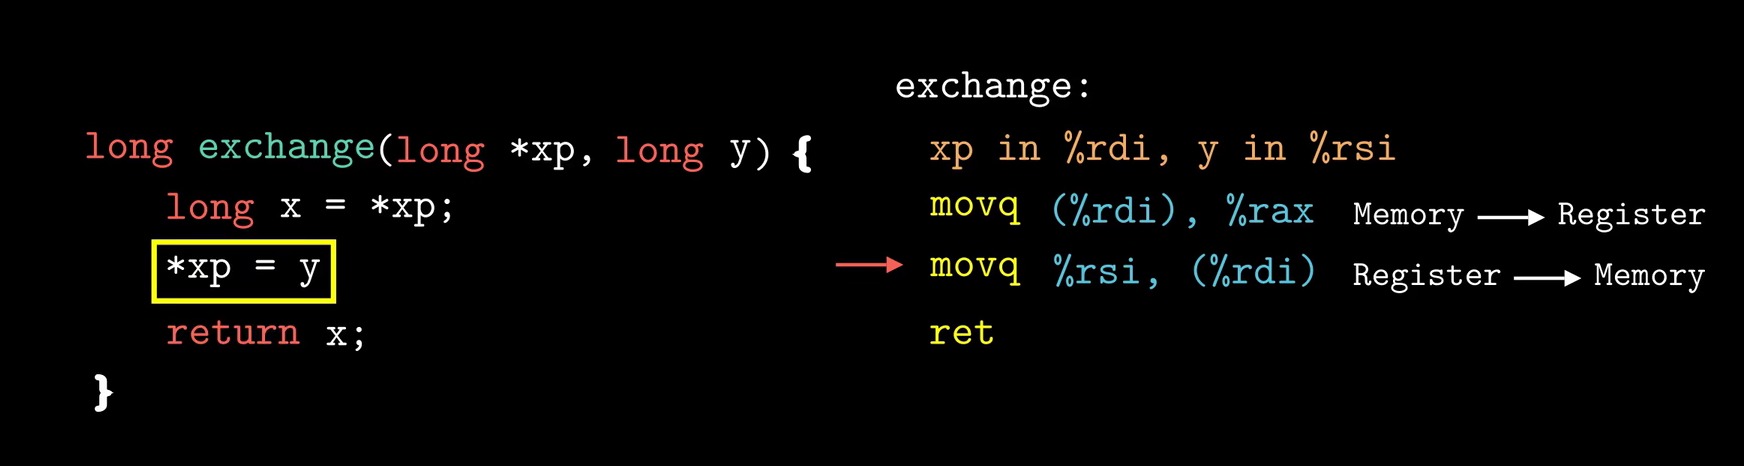 long exchange(long *xp, long y) {
long x = *xp;
*xp = y
return x;
}
exchange:
xp in %rdi, y in %rsi
movq (%rdi), %rax Memory ⟶ Register
movq %rsi, (%rdi) Register ⟶ Memory
ret